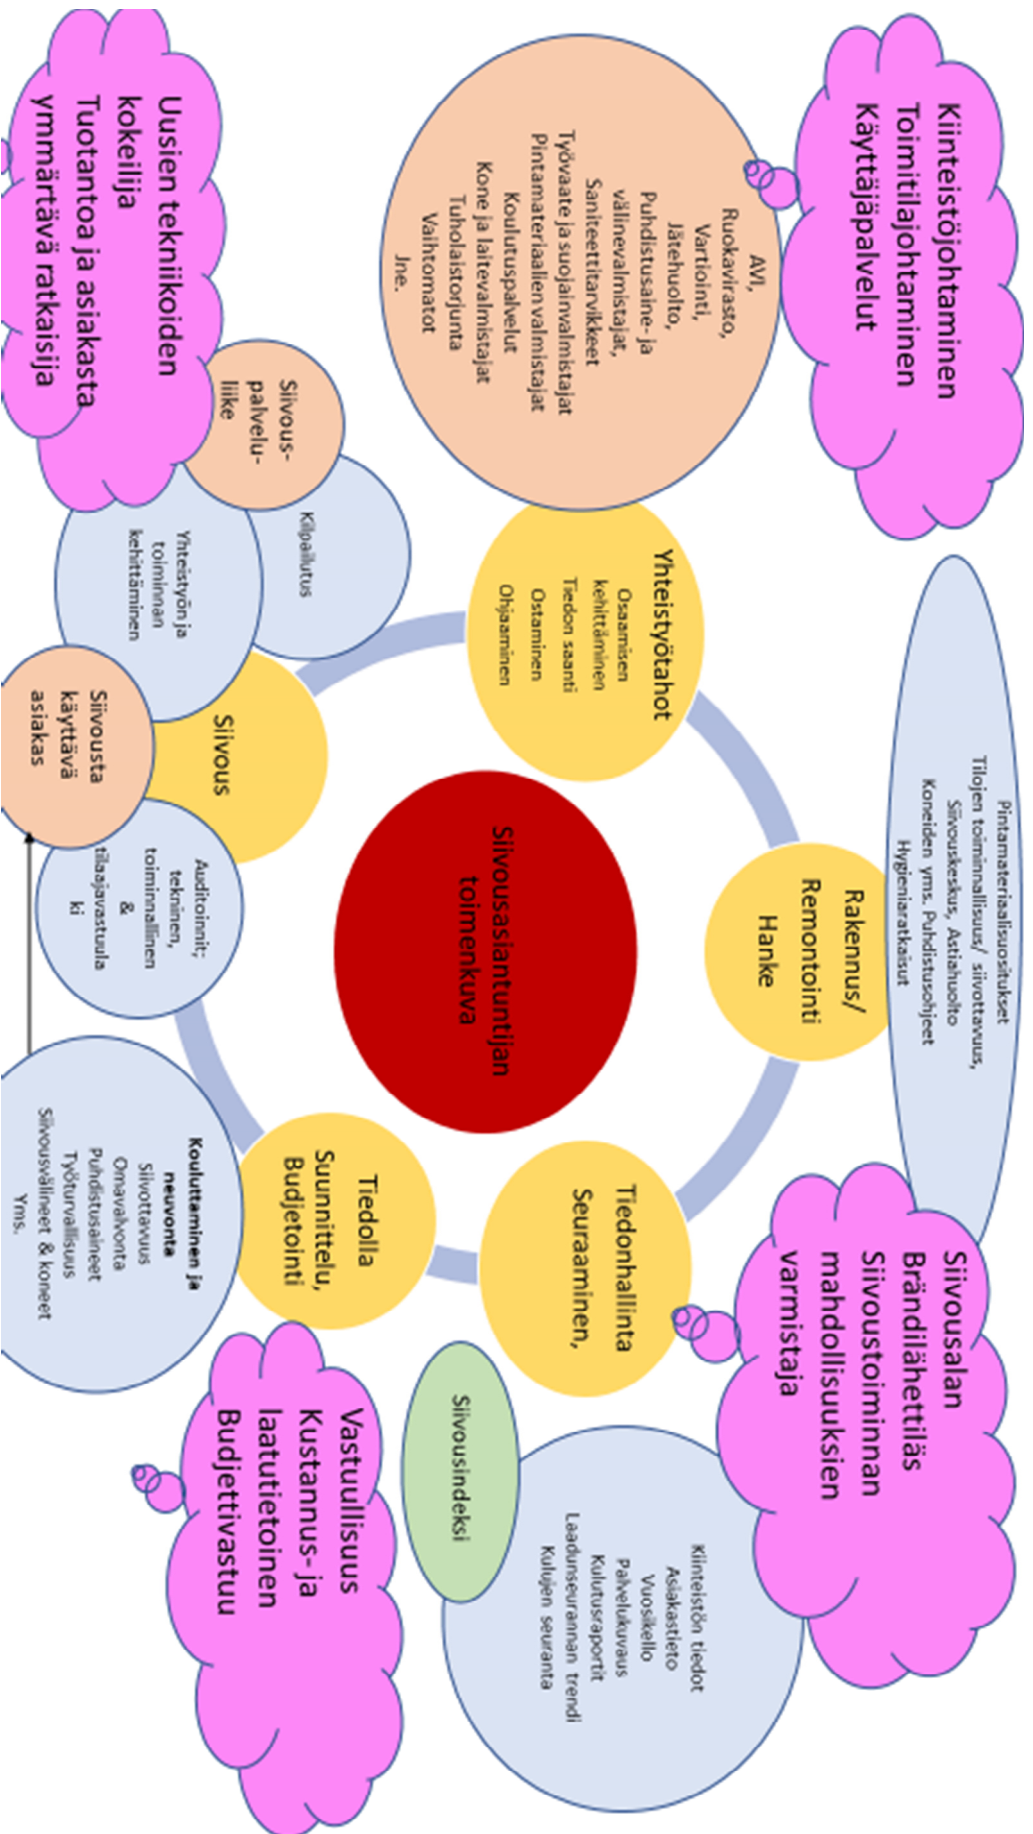 Kiinteistöjohtaminen
Toimitilajohtaminen
Käyttäjäpalvelut
Pintamateriaalisuositukset
Tilojen toiminnallisuus/ siivottavuus,
Siivouskeskus, Astiahuolto
Koneiden yms. Puhdistusohjeet
Hygieniaratkaisut
Siivousalan
Brändilähettiläs
Siivoustoiminnan
mahdollisuuksien
varmistaja
AVI,
Ruokavirasto,
Vartiointi,
Jätehuolto,
Puhdistusaine- ja
välinevalmistajat,
Saniteettitarvikkeet
Työvaate ja suojainvalmistajat
Pintamateriaalien valmistajat
Koulutuspalvelut
Kone ja laitevalmistajat
Tuholaistorjunta
Vaihtomatot
Jne.
Yhteistyötahot
Osaamisen
kehittäminen
Tiedon saanti
Ostaminen
Ohjaaminen
Rakennus/
Remontointi
Hanke
Tiedonhallinta
Seuraaminen,
Kiinteistön tiedot
Asiakastieto
Vuosikello
Palvelukuvaus
Kulutusraportit
Laadunseurannan trendi
Kulujen seuranta
Siivousindeksi
Siivousasiantuntijan
toimenkuva
Tiedolla
Suunnittelu,
Budjetointi
Vastuullisuus
Kustannus- ja
laatutietoinen
Budjettivastuu
Kilpailutus
Siivous-
palvelu-
liike
Uusien tekniikoiden
kokeilija
Tuotantoa ja asiakasta
ymmärtävä ratkaisija
Yhteistyön ja
toiminnan
kehittäminen
Siivous
Siivousta
käyttävä
asiakas
Auditoinnit;
tekninen,
toiminnallinen
&
tilaajavastuula
ki
Kouluttaminen ja
neuvonta
Siivottavuus
Omavalvonta
Puhdistusaineet
Työturvallisuus
Siivousvälineet & koneet
Yms.